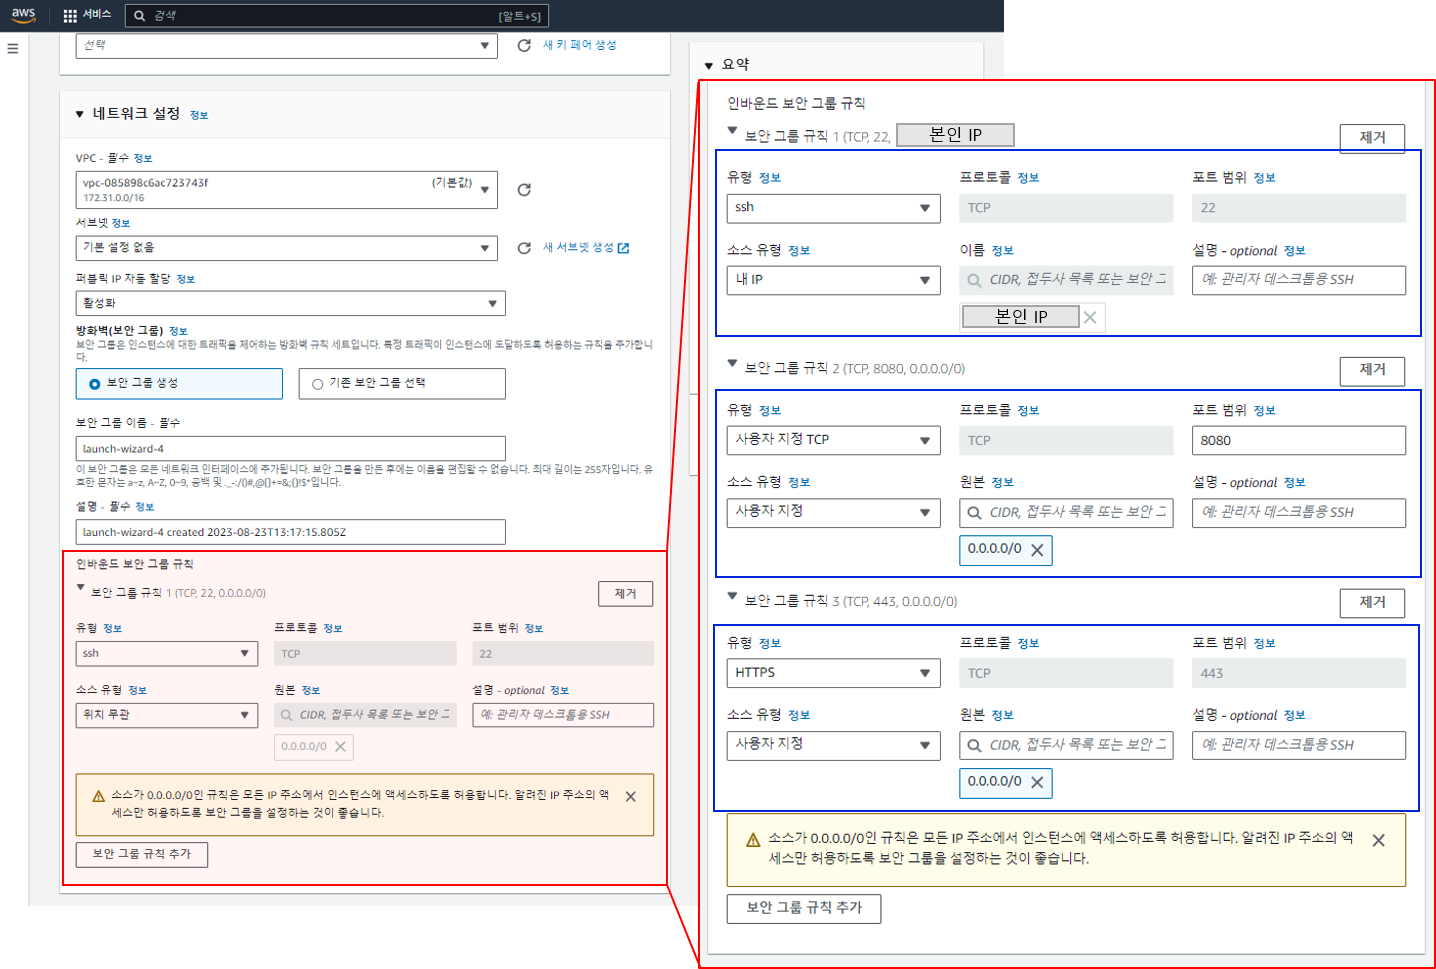 aws
서비스
검색
[알트+S]
선택
새 키 페어 생성
네트워크 설정 정보
VPC - 필수 정보
vpc-085898c6ac723743f
(기본값)
172.31.0.0/16
서브넷 정보
기본 설정 없음
새 서브넷 생성
퍼블릭 IP 자동 할당 정보
활성화
방화벽(보안 그룹) 정보
보안 그룹은 인스턴스에 대한 트래픽을 제어하는 방화벽 규칙 세트입니다. 특정 트래픽이 인스턴스에 도달하도록 허용하는 규칙을 추가합니
다.
보안 그룹 생성
기존 보안 그룹 선택
보안 그룹 이름 - 필수
launch-wizard-4
이 보안 그룹은 모든 네트워크 인터페이스에 추가됩니다. 보안 그룹을 만든 후에는 이름을 편집할 수 없습니다. 최대 길이는 255자입니다. 유
효한 문자는 a~z, A~Z, 0~9, 공백 및 ._-:/()#,@[]+=&;{}!$*입니다.
설명 - 필수 정보
launch-wizard-4 created 2023-08-23T13:17:15.805Z
인바운드 보안 그룹 규칙
보안 그룹 규칙 1 (TCP, 22, 0.0.0.0/0)
제거
유형 정보
프로토콜 정보
포트 범위 정보
ssh
TCP
22
소스 유형 정보
원본 정보
설명 - optional 정보
위치 무관
CIDR, 접두사 목록 또는 보안 그
예: 관리자 데스크톱용 SSH
0.0.0.0/0
소스가 0.0.0.0/0인 규칙은 모든 IP 주소에서 인스턴스에 액세스하도록 허용합니다. 알려진 IP 주소의 액
세스만 허용하도록 보안 그룹을 설정하는 것이 좋습니다.
보안 그룹 규칙 추가
요약
인바운드 보안 그룹 규칙
보안 그룹 규칙 1 (TCP, 22,
본인 IP
제거
유형 정보
프로토콜 정보
포트 범위 정보
ssh
TCP
22
소스 유형 정보
이름 정보
설명 - optional 정보
내 IP
CIDR, 접두사 목록 또는 보안 그
예: 관리자 데스크톱용 SSH
본인 IP
보안 그룹 규칙 2 (TCP, 8080, 0.0.0.0/0)
제거
유형 정보
프로토콜 정보
포트 범위 정보
사용자 지정 TCP
TCP
8080
소스 유형 정보
원본 정보
설명 - optional 정보
사용자 지정
CIDR, 접두사 목록 또는 보안 그
예: 관리자 데스크톱용 SSH
0.0.0.0/0
보안 그룹 규칙 3 (TCP, 443, 0.0.0.0/0)
제거
유형 정보
프로토콜 정보
포트 범위 정보
HTTPS
TCP
443
소스 유형 정보
원본 정보
설명 - optional 정보
사용자 지정
CIDR, 접두사 목록 또는 보안 그
예: 관리자 데스크톱용 SSH
0.0.0.0/0
소스가 0.0.0.0/0인 규칙은 모든 IP 주소에서 인스턴스에 액세스하도록 허용합니다. 알려진 IP 주소의 액
세스만 허용하도록 보안 그룹을 설정하는 것이 좋습니다.
보안 그룹 규칙 추가